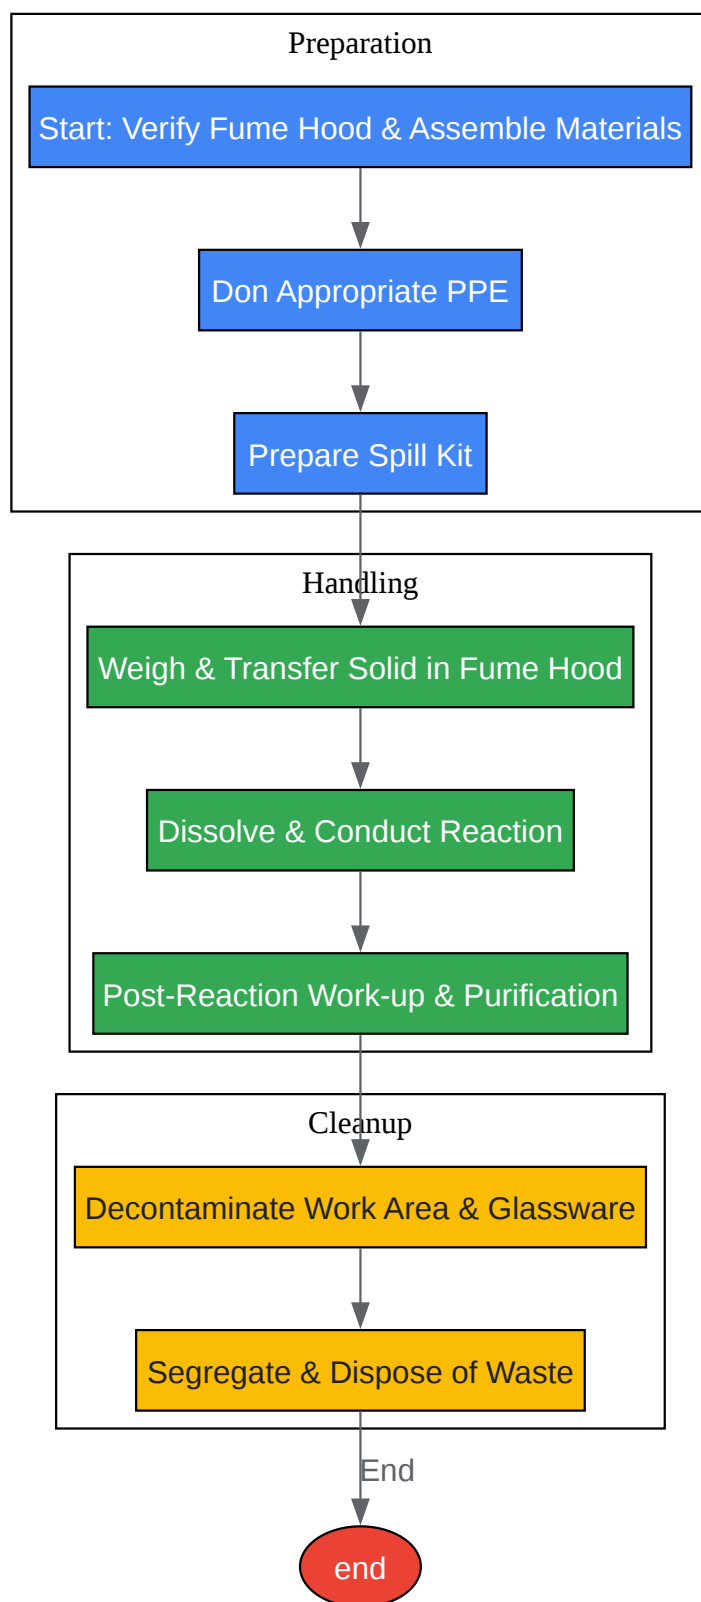 Preparation
Start: Verify Fume Hood & Assemble Materials
Don Appropriate PPE
Prepare Spill Kit
Handling
Weigh & Transfer Solid in Fume Hood
Dissolve & Conduct Reaction
Post-Reaction Work-up & Purification
Cleanup
Decontaminate Work Area & Glassware
Segregate & Dispose of Waste
End
end